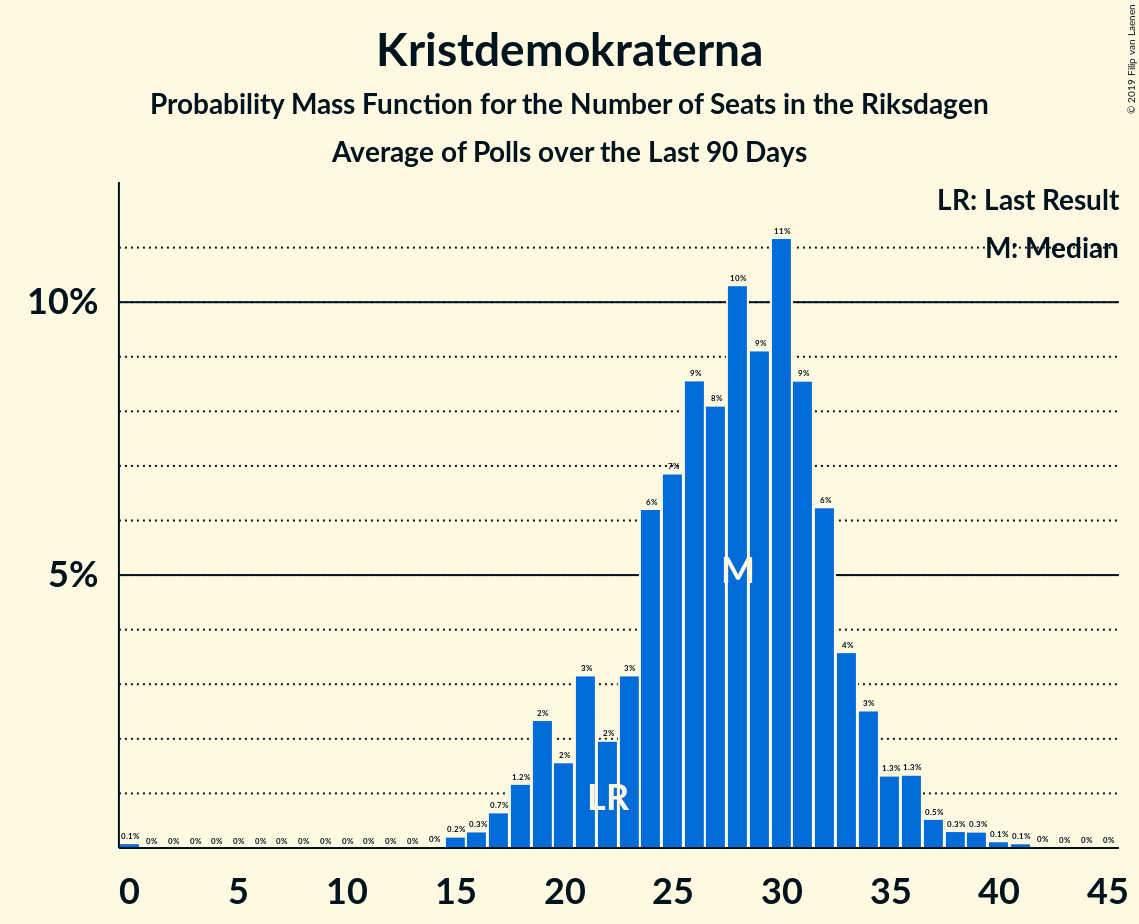 Kristdemokraterna
Probability Mass Function for the Number of Seats in the Riksdagen
Average of Polls over the Last 90 Days
© 2019 Filip van Laenen
LR: Last Result
M: Median
10%
5%
0.1% 0% 0% 0% 0% 0% 0% 0% 0% 0% 0% 0% 0% 0% 0% 0.2% 0.3% 0.7% 1.2% 2% 2% 3% 2% 3% 6% 7% 9% 8% 10% 9% 11% 9% 6% 4% 3% 1.3% 1.3% 0.5% 0.3% 0.3% 0.1% 0.1% 0% 0% 0% 0%
M
LR
0 5 10 15 20 25 30 35 40 45